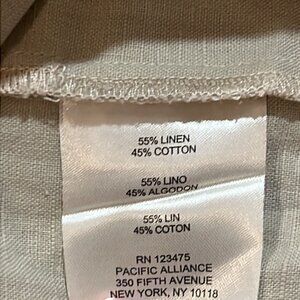 55% LINEN
45% COTTON
55% LINO
45% ALGODON
55% LIN
45% COTON
RN 123475
PACIFIC ALLIANCE
350 FIFTH AVENUE
NEW YORK, NY 10118